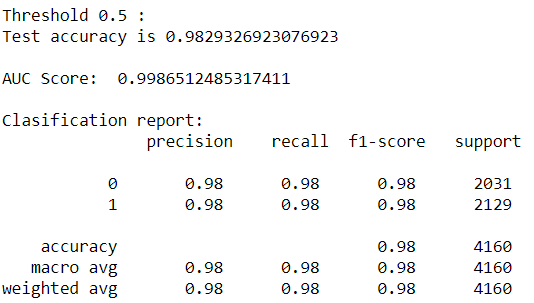 Threshold 0.5 :
Test accuracy is 0.9829326923076923
AUC Score:  0.9986512485317411
Clasification report:
precision    recall  f1-score   support
0       0.98      0.98      0.98      2031
1       0.98      0.98      0.98      2129
accuracy                           0.98      4160
macro avg       0.98      0.98      0.98      4160
weighted avg       0.98      0.98      0.98      4160